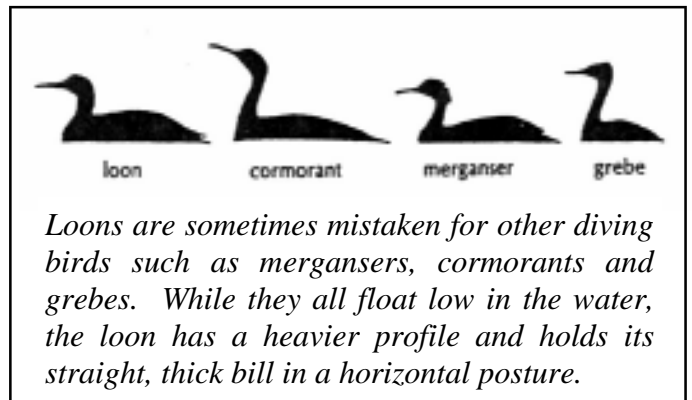 loon cormorant merganser grebe
Loons are sometimes mistaken for other diving
birds such as mergansers, cormorants and
grebes. While they all float low in the water,
the loon has a heavier profile and holds its
straight, thick bill in a horizontal posture.